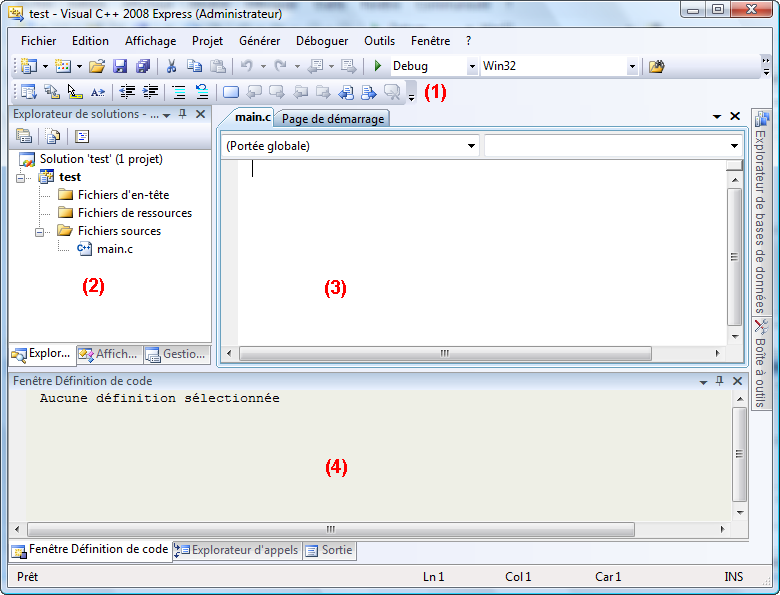 test - Visual C++ 2008 Express (Administrateur)
Fichier Edition Affichage Projet Générer Déboguer Outils Fenêtre ?
Debug Win32
(1)
Explorateur de solutions - ...
main.c Page de démarrage
(Portée globale)
Solution 'test' (1 projet)
test
Fichiers d'en-tête
Fichiers de ressources
Fichiers sources
main.c
(2)
(3)
Explor... Affich... Gestio...
Explorateur de bases de données
Boîte à outils
Fenêtre Définition de code
Aucune définition sélectionnée
(4)
Fenêtre Définition de code Explorateur d'appels Sortie
Prêt Ln 1 Col 1 Car 1 INS